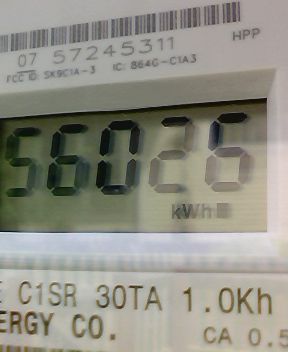 07 57245311
HPP
FCC ID: SK9C1A-3 IC: 864G-C1A3
56026
kWh
C1SR 30TA 1.0Kh
ERGY CO.
CA 0.5